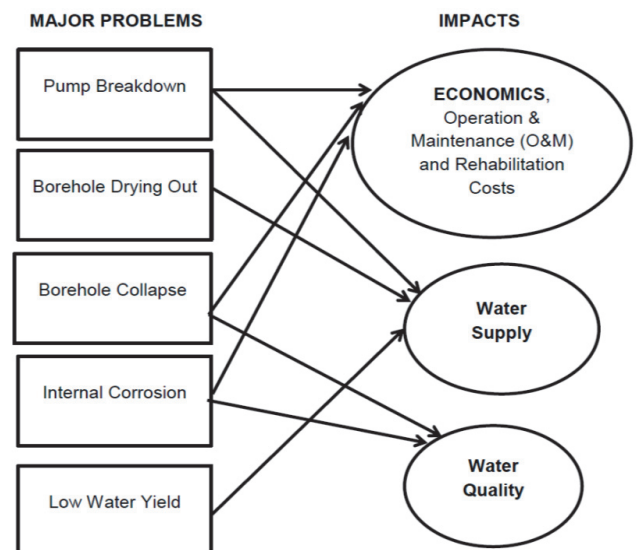 MAJOR PROBLEMS
IMPACTS
Pump Breakdown
Borehole Drying Out
Borehole Collapse
Internal Corrosion
Low Water Yield
ECONOMICS,
Operation &
Maintenance (O&M)
and Rehabilitation
Costs
Water
Supply
Water
Quality